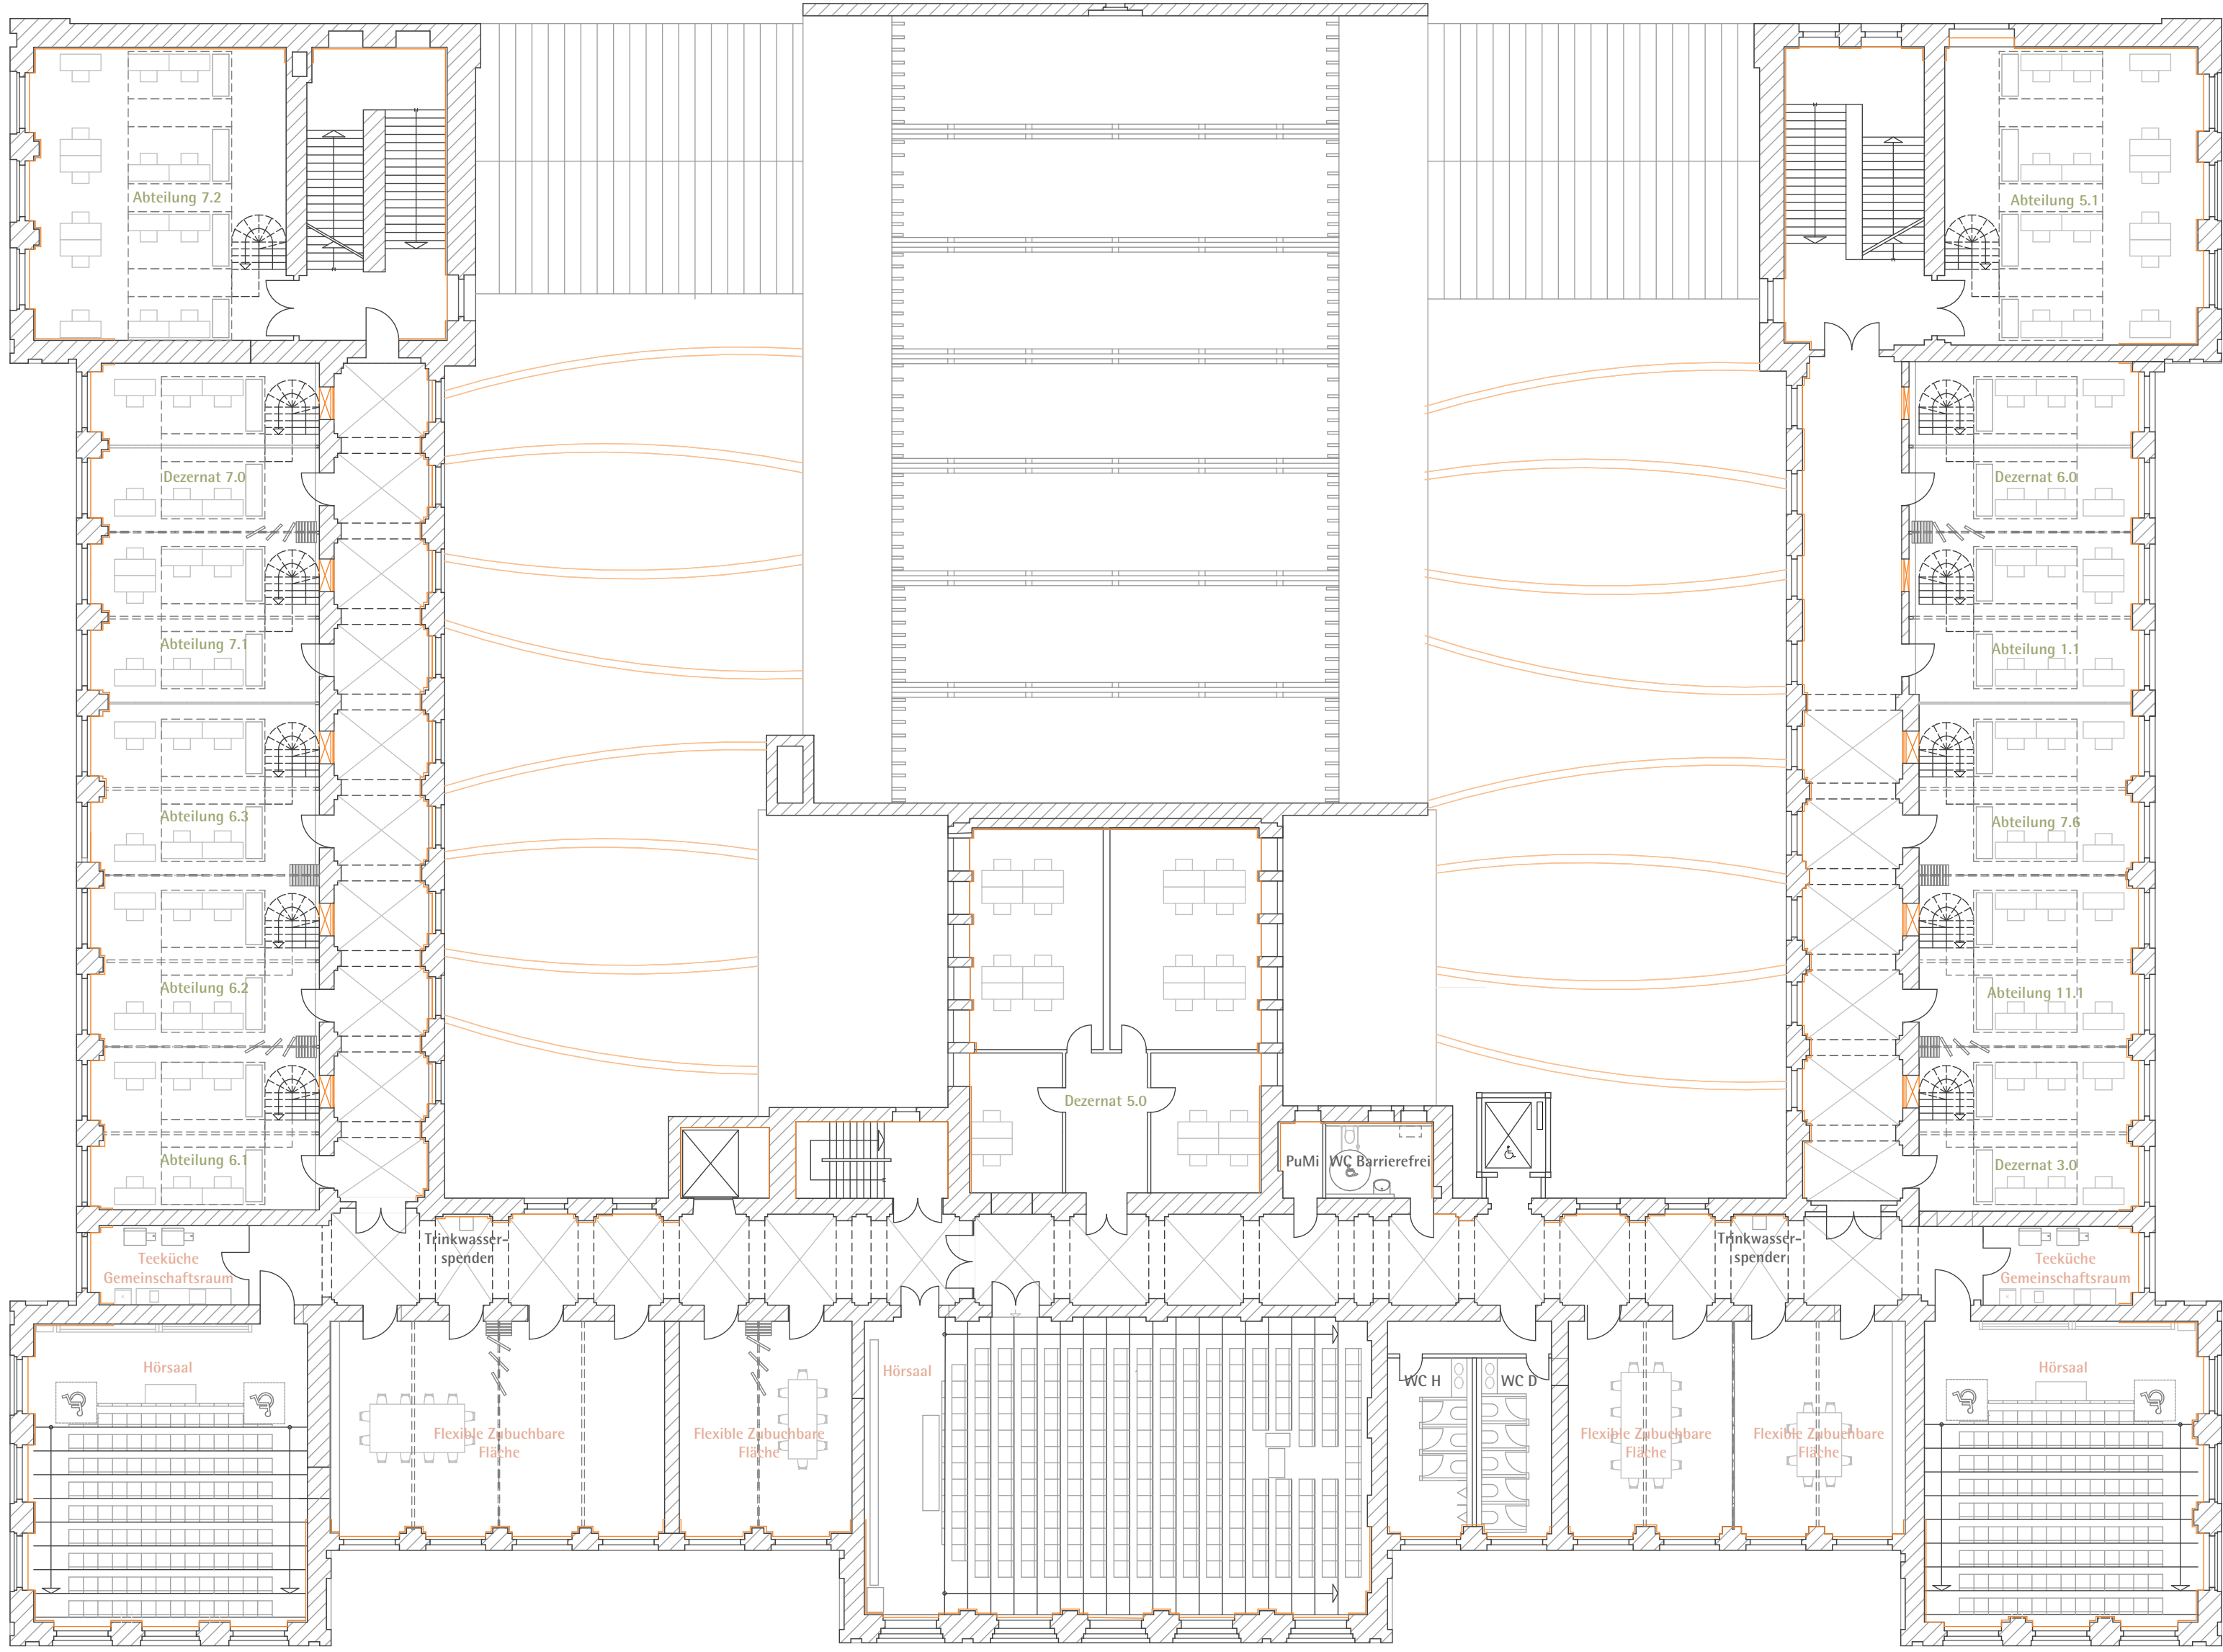 Abteilung 7.2
Abteilung 5.1
Dezernat 7.0
Dezernat 6.0
Abteilung 7.1
Abteilung 1.1
Abteilung 6.3
Abteilung 7.6
Abteilung 6.2
Abteilung 11.1
Dezernat 5.0
Abteilung 6.1
PuMi
WC Barrierefrei
Dezernat 3.0
Teeküche
Gemeinschaftsraum
Trinkwasser-
spender
Trinkwasser-
spender
Teeküche
Gemeinschaftsraum
Hörsaal
Hörsaal
WC H
WC D
Hörsaal
Flexible Zubuchbare
Fläche
Flexible Zubuchbare
Fläche
Flexible Zubuchbare
Fläche
Flexible Zubuchbare
Fläche